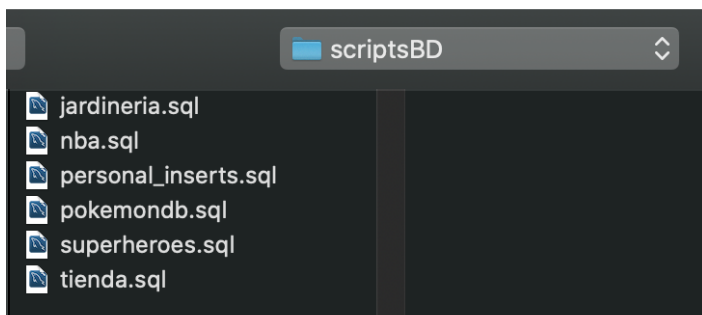 scriptsBD
jardineria.sql
nba.sql
personal_inserts.sql
pokemondb.sql
superheroes.sql
tienda.sql